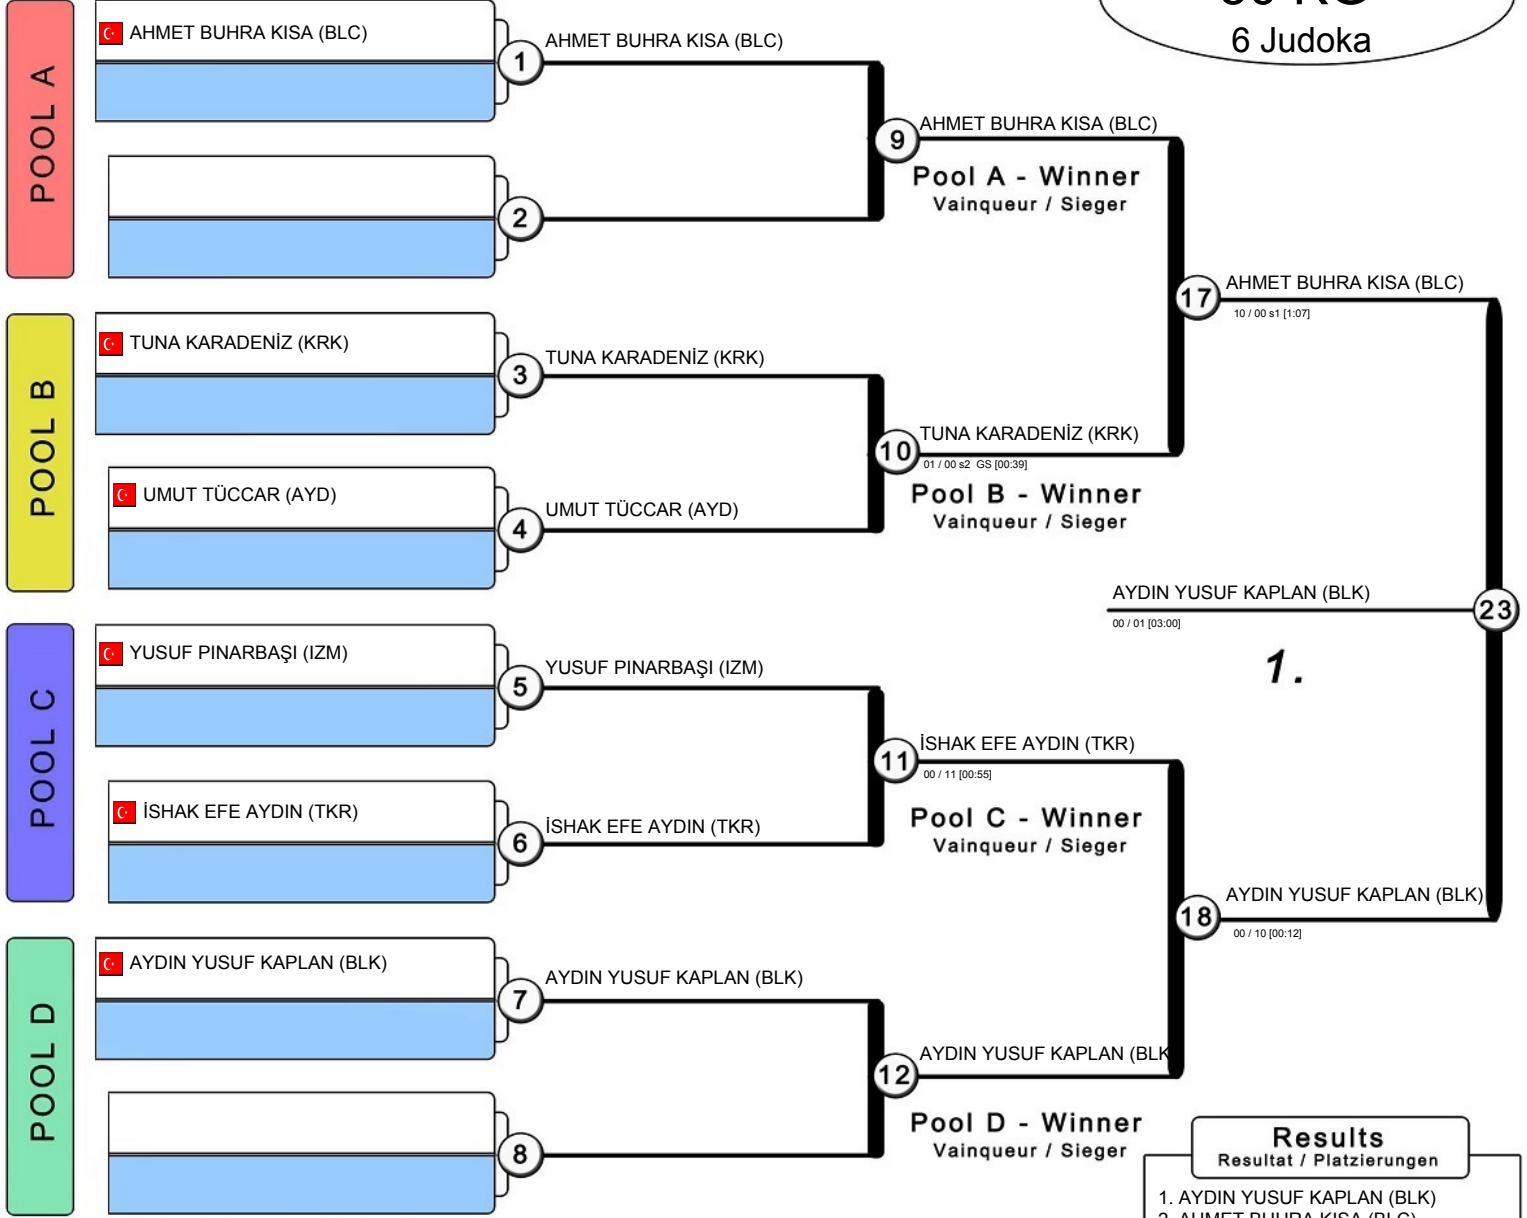 6 Judoka
POOL A
AHMET BUHRA KISA (BLC)
1
AHMET BUHRA KISA (BLC)
2
9
AHMET BUHRA KISA (BLC)
Pool A - Winner
Vainqueur / Sieger
POOL B
TUNA KARADENİZ (KRK)
3
TUNA KARADENİZ (KRK)
UMUT TÜCCAR (AYD)
4
UMUT TÜCCAR (AYD)
10
TUNA KARADENİZ (KRK)
01 / 00 s2 GS [00:39]
Pool B - Winner
Vainqueur / Sieger
17
AHMET BUHRA KISA (BLC)
10 / 00 s1 [1:07]
POOL C
YUSUF PINARBAŞI (IZM)
5
YUSUF PINARBAŞI (IZM)
İSHAK EFE AYDIN (TKR)
6
İSHAK EFE AYDIN (TKR)
11
İSHAK EFE AYDIN (TKR)
00 / 11 [00:55]
Pool C - Winner
Vainqueur / Sieger
POOL D
AYDIN YUSUF KAPLAN (BLK)
7
AYDIN YUSUF KAPLAN (BLK)
8
12
AYDIN YUSUF KAPLAN (BLK
Pool D - Winner
Vainqueur / Sieger
18
AYDIN YUSUF KAPLAN (BLK)
00 / 10 [00:12]
AYDIN YUSUF KAPLAN (BLK)
00 / 01 [03:00]
23
1.
Results
Resultat / Platzierungen
1. AYDIN YUSUF KAPLAN (BLK)
2. AHMET BUHRA KISA (BLC)